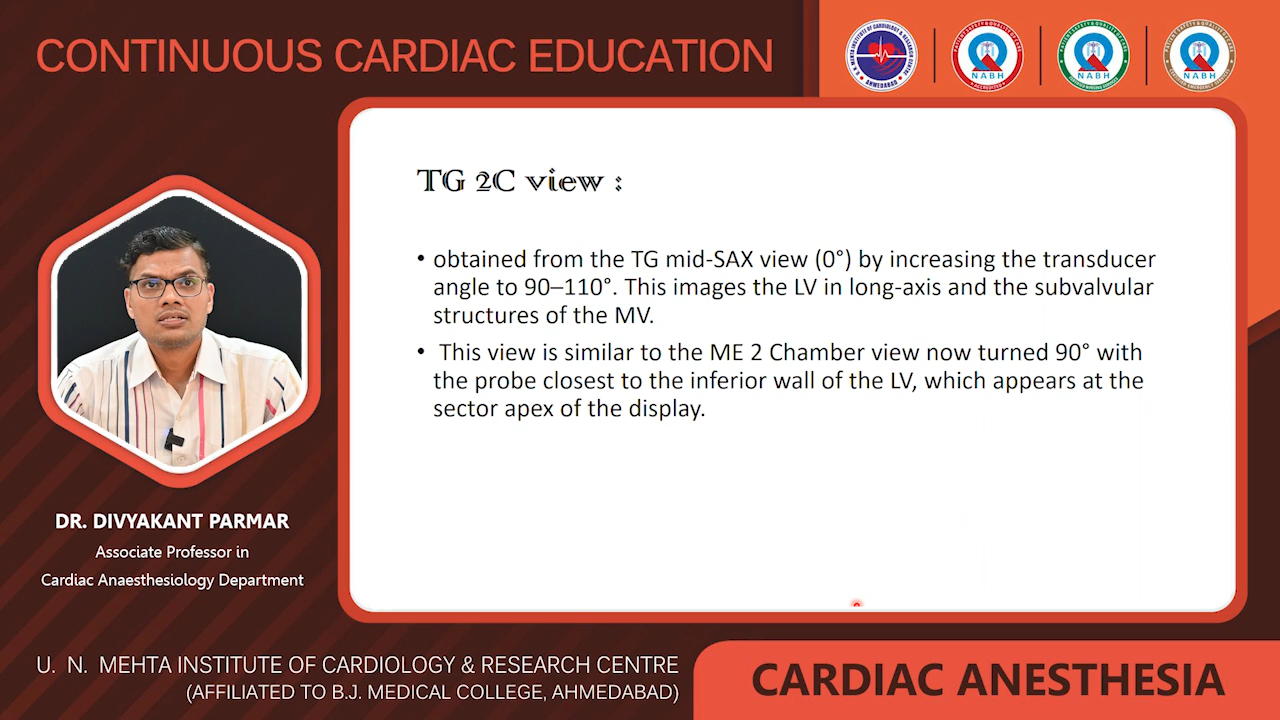 CONTINUOUS CARDIAC EDUCATION
AHMEDABAD
NABH
NABH
NABH
TG 2C view :
• obtained from the TG mid-SAX view (0°) by increasing the transducer
angle to 90–110°. This images the LV in long-axis and the subvalvular
structures of the MV.
• This view is similar to the ME 2 Chamber view now turned 90° with
the probe closest to the inferior wall of the LV, which appears at the
sector apex of the display.
DR. DIVYAKANT PARMAR
Associate Professor in
Cardiac Anaesthesiology Department
U. N. MEHTA INSTITUTE OF CARDIOLOGY & RESEARCH CENTRE
(AFFILIATED TO B.J. MEDICAL COLLEGE, AHMEDABAD)
CARDIAC ANESTHESIA